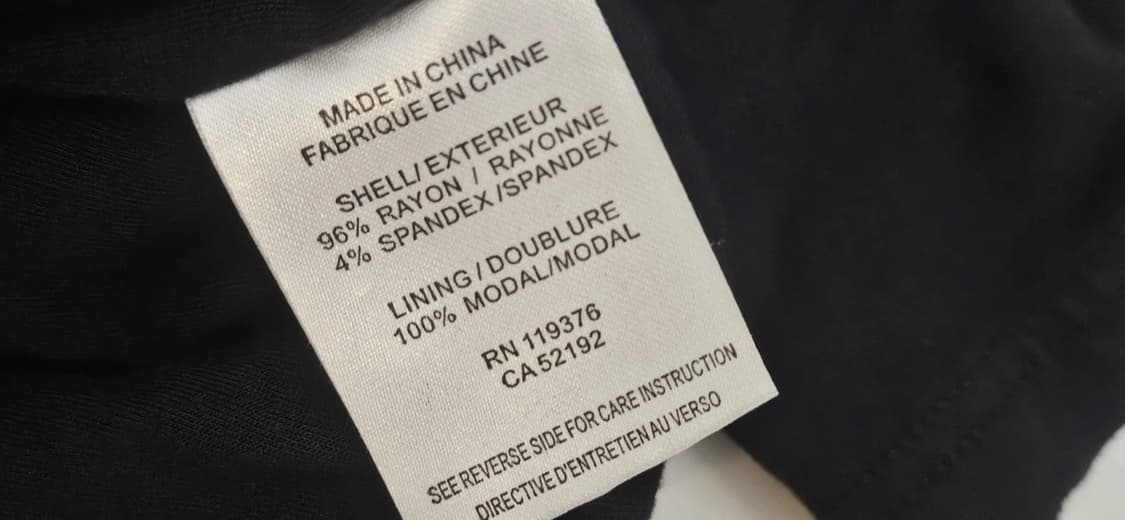 MADE IN CHINA
FABRIQUE EN CHINE
SHELL/ EXTERIEUR
96% RAYON / RAYONNE
4% SPANDEX /SPANDEX
LINING / DOUBLURE
100% MODAL/MODAL
RN 119376
CA 52192
SEE REVERSE SIDE FOR CARE INSTRUCTION
DIRECTIVE D'ENTRETIEN AU VERSO